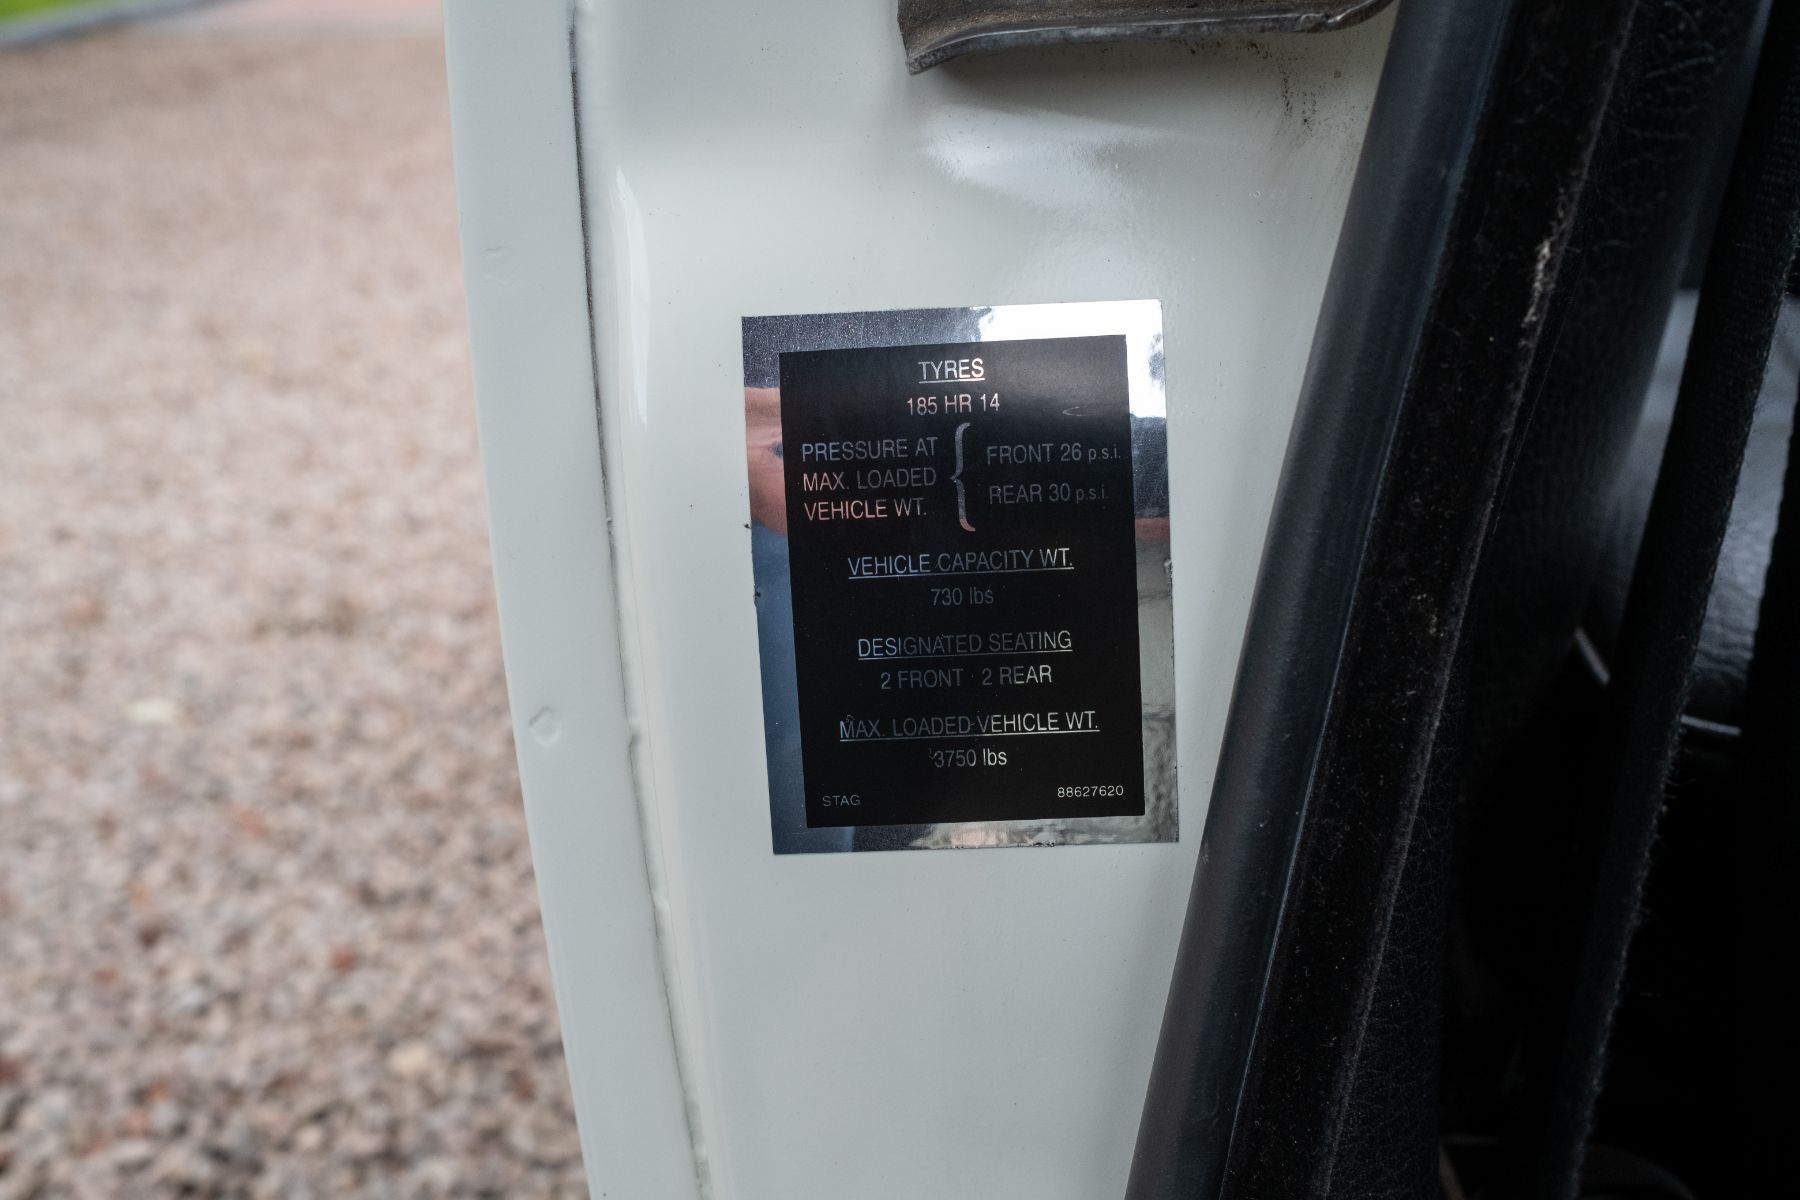 TYRES
185 HR 14
PRESSURE AT
MAX. LOADED
VEHICLE WT.
{
FRONT 26 p.s.i.
REAR 30 p.s.i.
VEHICLE CAPACITY WT.
730 lbs
DESIGNATED SEATING
2 FRONT 2 REAR
MAX. LOADED VEHICLE WT.
3750 lbs
STAG 88627620